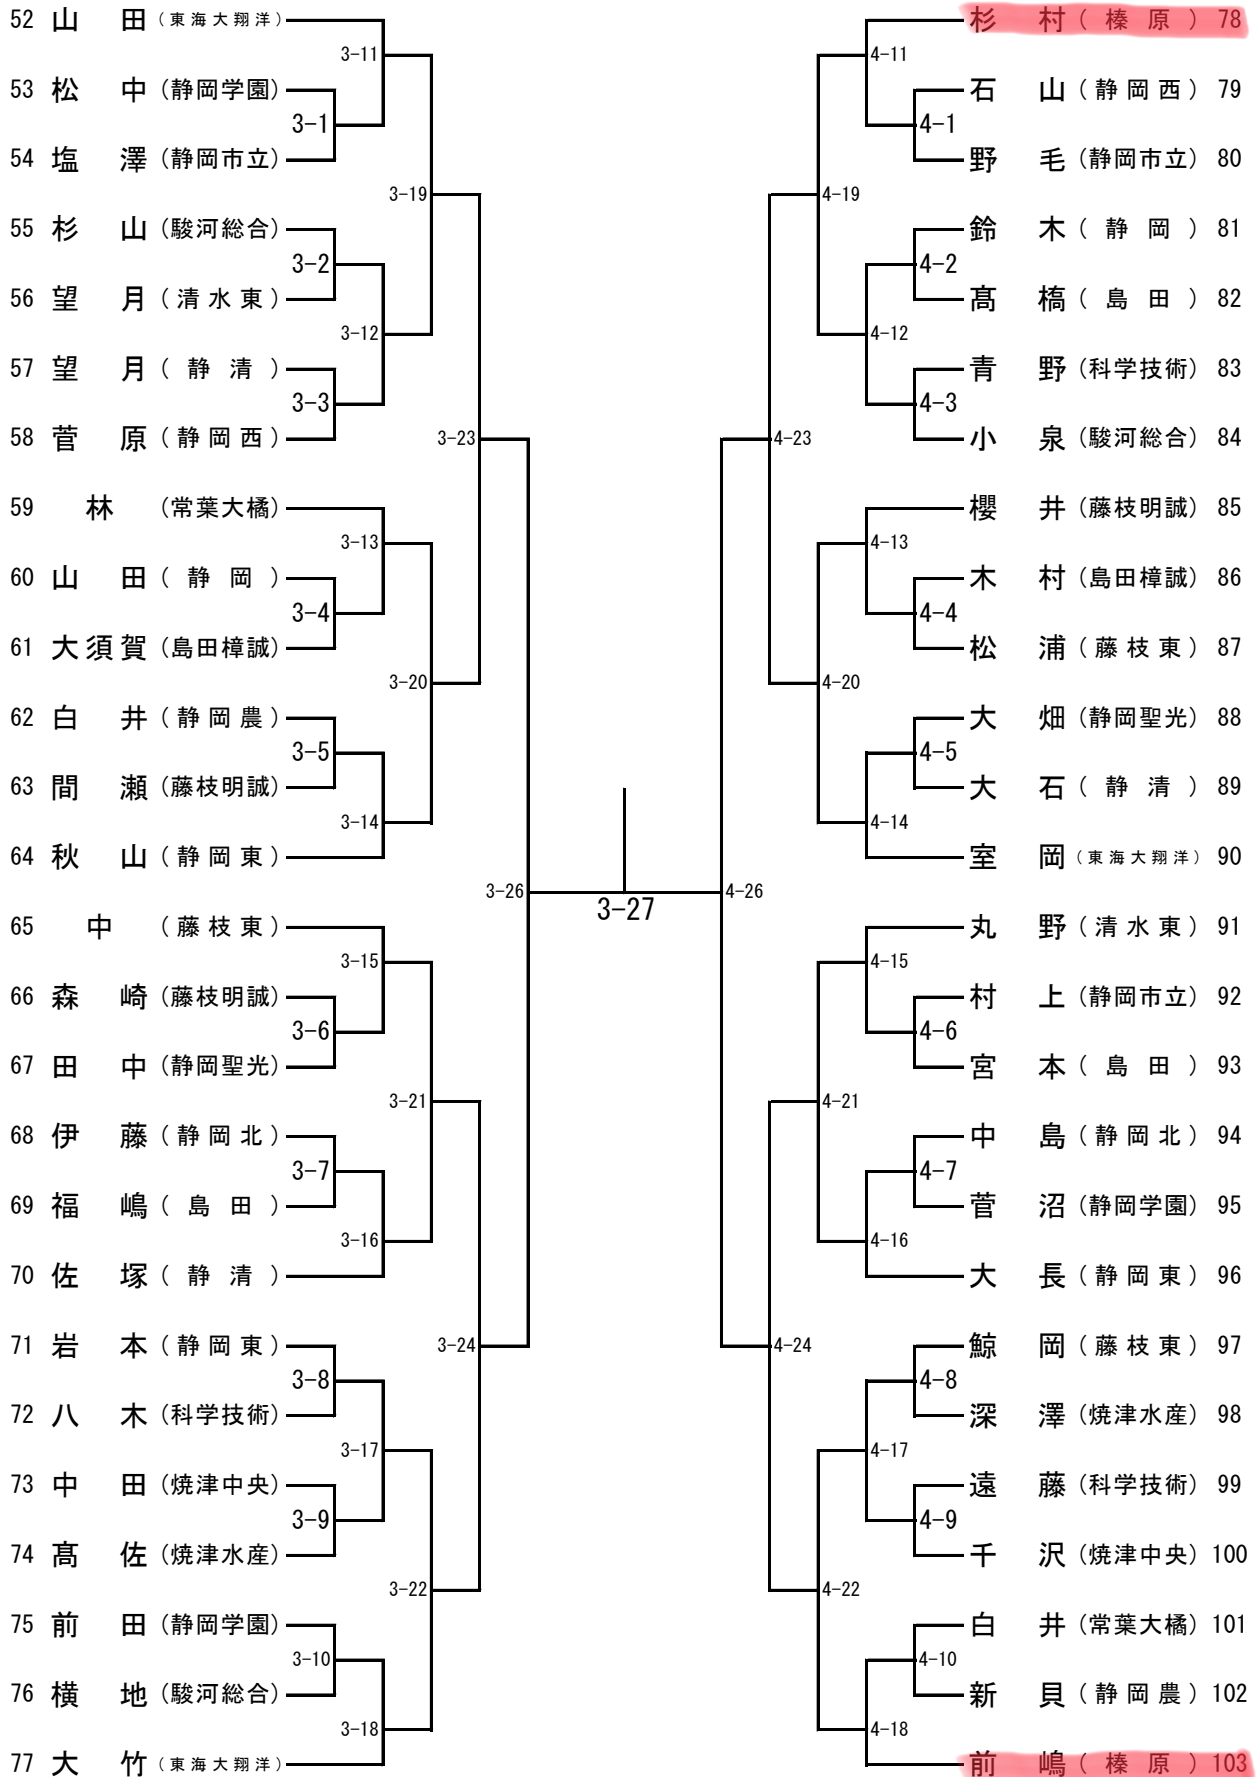 52 山田(東海大翔洋)
3-11
53 松中(静岡学園)
3-1
54 塩澤(静岡市立)
3-19
55 杉山(駿河総合)
3-2
56 望月(清水東)
3-12
57 望月(静清)
3-3
58 菅原(静岡西)
3-23
59 林(常葉大橘)
3-13
60 山田(静岡)
3-4
61 大須賀(島田樟誠)
3-20
62 白井(静岡農)
3-5
63 間瀬(藤枝明誠)
3-14
64 秋山(静岡東)
3-26
65 中(藤枝東)
3-15
66 森崎(藤枝明誠)
3-6
67 田中(静岡聖光)
3-21
68 伊藤(静岡北)
3-7
69 福嶋(島田)
3-16
70 佐塚(静清)
71 岩本(静岡東)
3-24
3-8
72 八木(科学技術)
3-17
73 中田(焼津中央)
3-9
74 髙佐(焼津水産)
3-22
75 前田(静岡学園)
3-10
76 横地(駿河総合)
3-18
77 大竹(東海大翔洋)
3-27
杉村(榛原) 78
4-11
石山(静岡西) 79
4-1
野毛(静岡市立) 80
4-19
鈴木(静岡) 81
4-2
髙橋(島田) 82
4-12
青野(科学技術) 83
4-3
小泉(駿河総合) 84
4-23
櫻井(藤枝明誠) 85
4-13
木村(島田樟誠) 86
4-4
松浦(藤枝東) 87
4-20
大畑(静岡聖光) 88
4-5
大石(静清) 89
4-14
室岡(東海大翔洋) 90
4-26
丸野(清水東) 91
4-15
村上(静岡市立) 92
4-6
宮本(島田) 93
4-21
中島(静岡北) 94
4-7
菅沼(静岡学園) 95
4-16
大長(静岡東) 96
鯨岡(藤枝東) 97
4-24
4-8
深澤(焼津水産) 98
4-17
遠藤(科学技術) 99
4-9
千沢(焼津中央) 100
4-22
白井(常葉大橘) 101
4-10
新貝(静岡農) 102
4-18
前嶋(榛原) 103